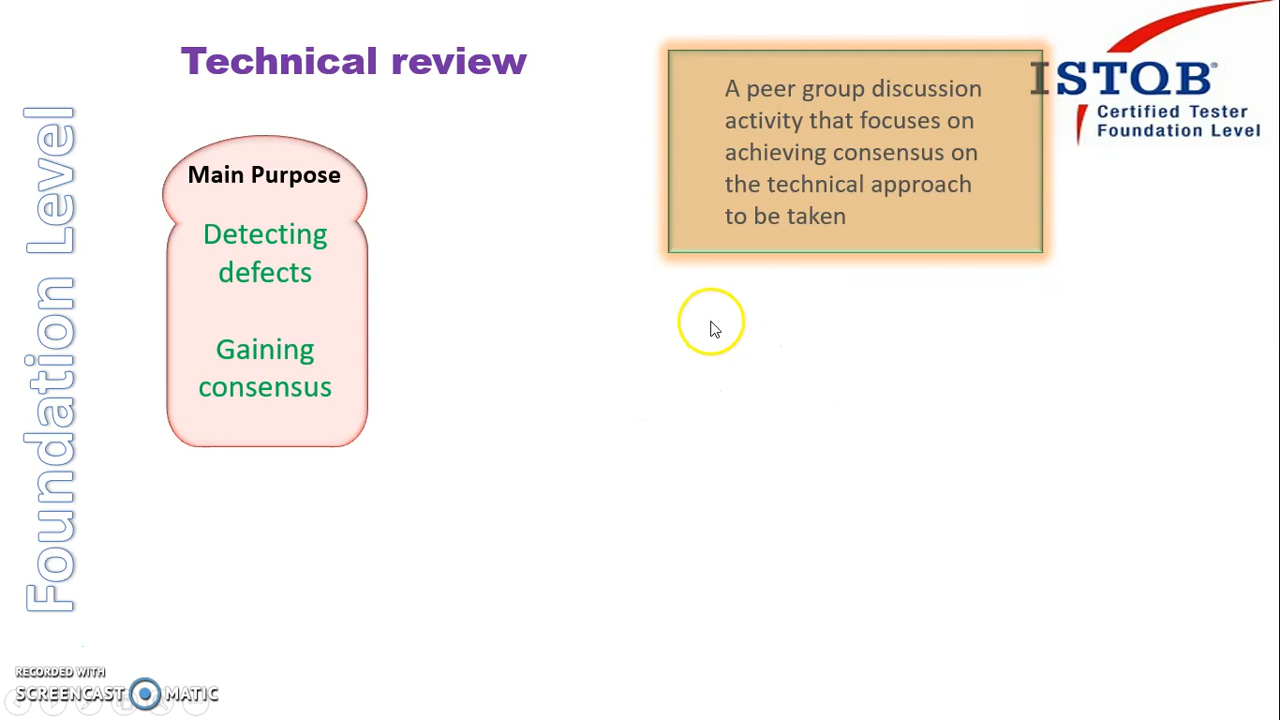 Technical review
A peer group discussion
activity that focuses on
achieving consensus on
the technical approach
to be taken
ISTQB®
Certified Tester
Foundation Level
Foundation Level
Main Purpose
Detecting
defects
Gaining
consensus
RECORDED WITH
SCREENCAST MATIC